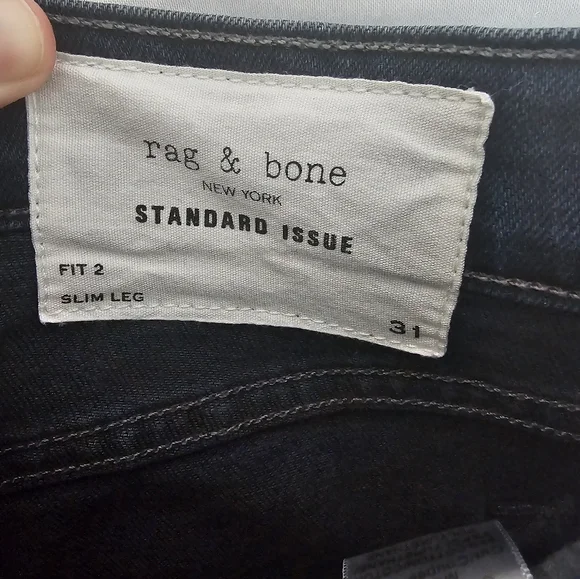 rag & bone
NEW YORK
STANDARD ISSUE
FIT 2
SLIM LEG
31